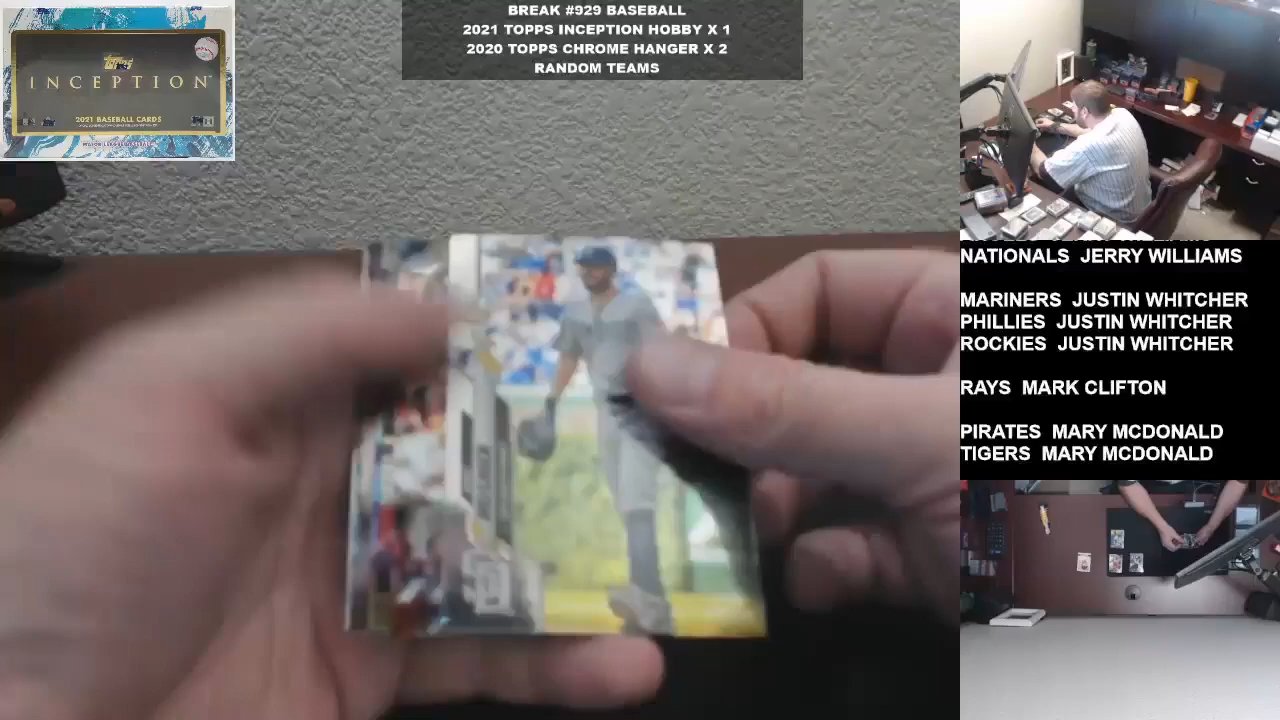 BREAK #929 BASEBALL
2021 TOPPS INCEPTION HOBBY X 1
2020 TOPPS CHROME HANGER X 2
RANDOM TEAMS
Topps
INCEPTION
2021 BASEBALL CARDS
NATIONALS JERRY WILLIAMS
MARINERS JUSTIN WHITCHER
PHILLIES JUSTIN WHITCHER
ROCKIES JUSTIN WHITCHER
RAYS MARK CLIFTON
PIRATES MARY MCDONALD
TIGERS MARY MCDONALD